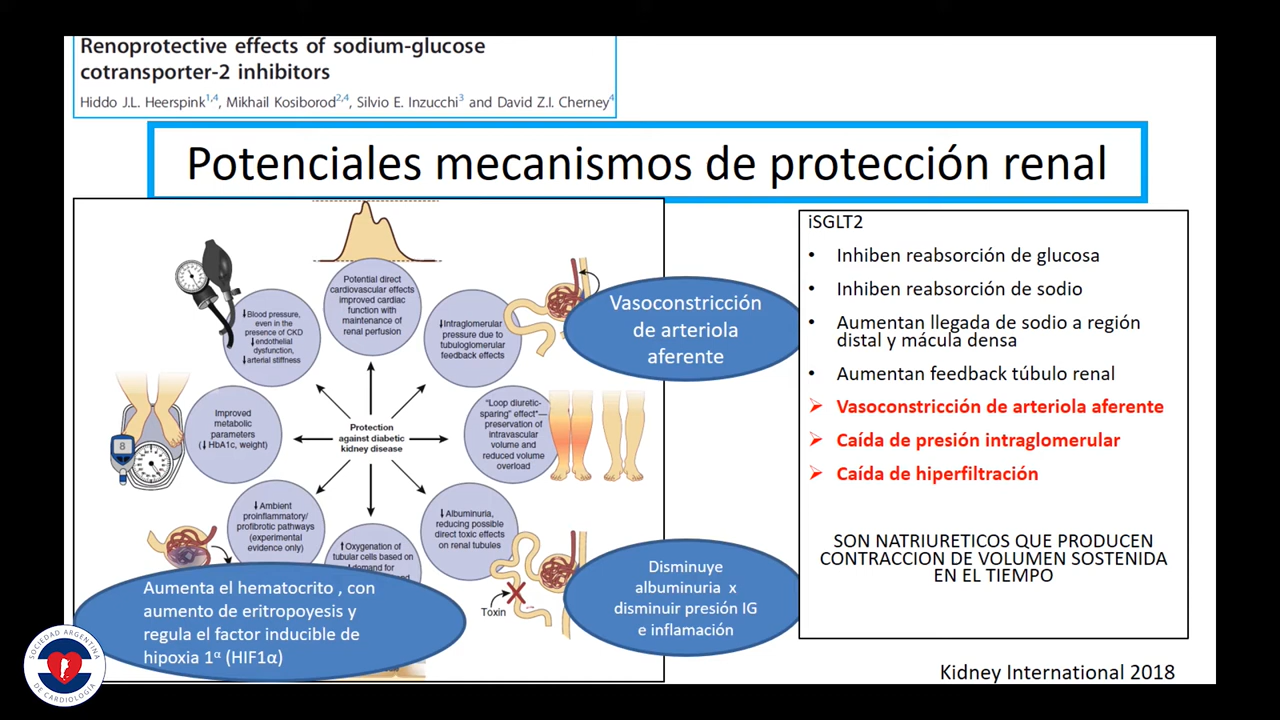 Renoprotective effects of sodium-glucose
cotransporter-2 inhibitors
Hiddo J.L. Heerspink1,4, Mikhail Kosiborod2,4, Silvio E. Inzucchi3 and David Z.I. Cherney4
Potenciales mecanismos de protección renal
Potential direct
cardiovascular effects
improved cardiac
function with
maintenance of
renal perfusion
↓Blood pressure,
even in the
presence of CKD
↓endothelial
dysfunction,
↓arterial stiffness
↓Intraglomerular
pressure due to
tubuloglomerular
feedback effects
Vasoconstricción
de arteriola
aferente
Improved
metabolic
parameters
(↓HbA1c, weight)
8
Protection
against diabetic
kidney disease
"Loop diuretic-
sparing" effect"—
preservation of
intravascular
volume and
reduced volume
overload
↓Ambient
proinflammatory/
profibrotic pathways
(experimental
evidence only)
↑Oxygenation of
tubular cells based on
demand for
↓Albuminuria,
reducing possible
direct toxic effects
on renal tubules
Toxin
Aumenta el hematocrito , con
aumento de eritropoyesis y
regula el factor inducible de
hipoxia 1α (HIF1α)
Disminuye
albuminuria x
disminuir presión IG
e inflamación
iSGLT2
• Inhiben reabsorción de glucosa
• Inhiben reabsorción de sodio
• Aumentan llegada de sodio a región
distal y mácula densa
• Aumentan feedback túbulo renal
➢ Vasoconstricción de arteriola aferente
➢ Caída de presión intraglomerular
➢ Caída de hiperfiltración
SON NATRIURETICOS QUE PRODUCEN
CONTRACCION DE VOLUMEN SOSTENIDA
EN EL TIEMPO
Kidney International 2018
SOCIEDAD ARGENTINA
DE CARDIOLOGÍA